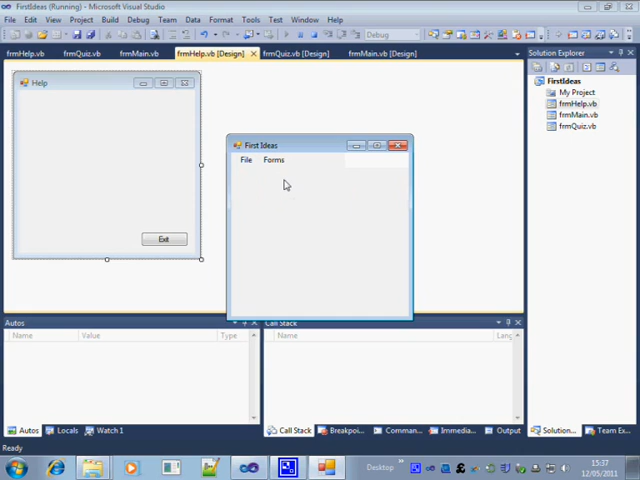 FirstIdeas (Running) - Microsoft Visual Studio
File Edit View Project Build Debug Team Data Format Tools Test Window Help
Debug
frmHelp.vb frmQuiz.vb frmMain.vb frmHelp.vb [Design] frmQuiz.vb [Design] frmMain.vb [Design]
Solution Explorer
FirstIdeas
My Project
frmHelp.vb
frmMain.vb
frmQuiz.vb
Help
Exit
First Ideas
File Forms
Autos
Name Value Type
Call Stack
Name Lang
Autos Locals Watch 1
Call Stack Breakpoi... Comman... Immedia... Output
Solution... Team Ex...
Ready
Desktop
15:37
12/05/2011